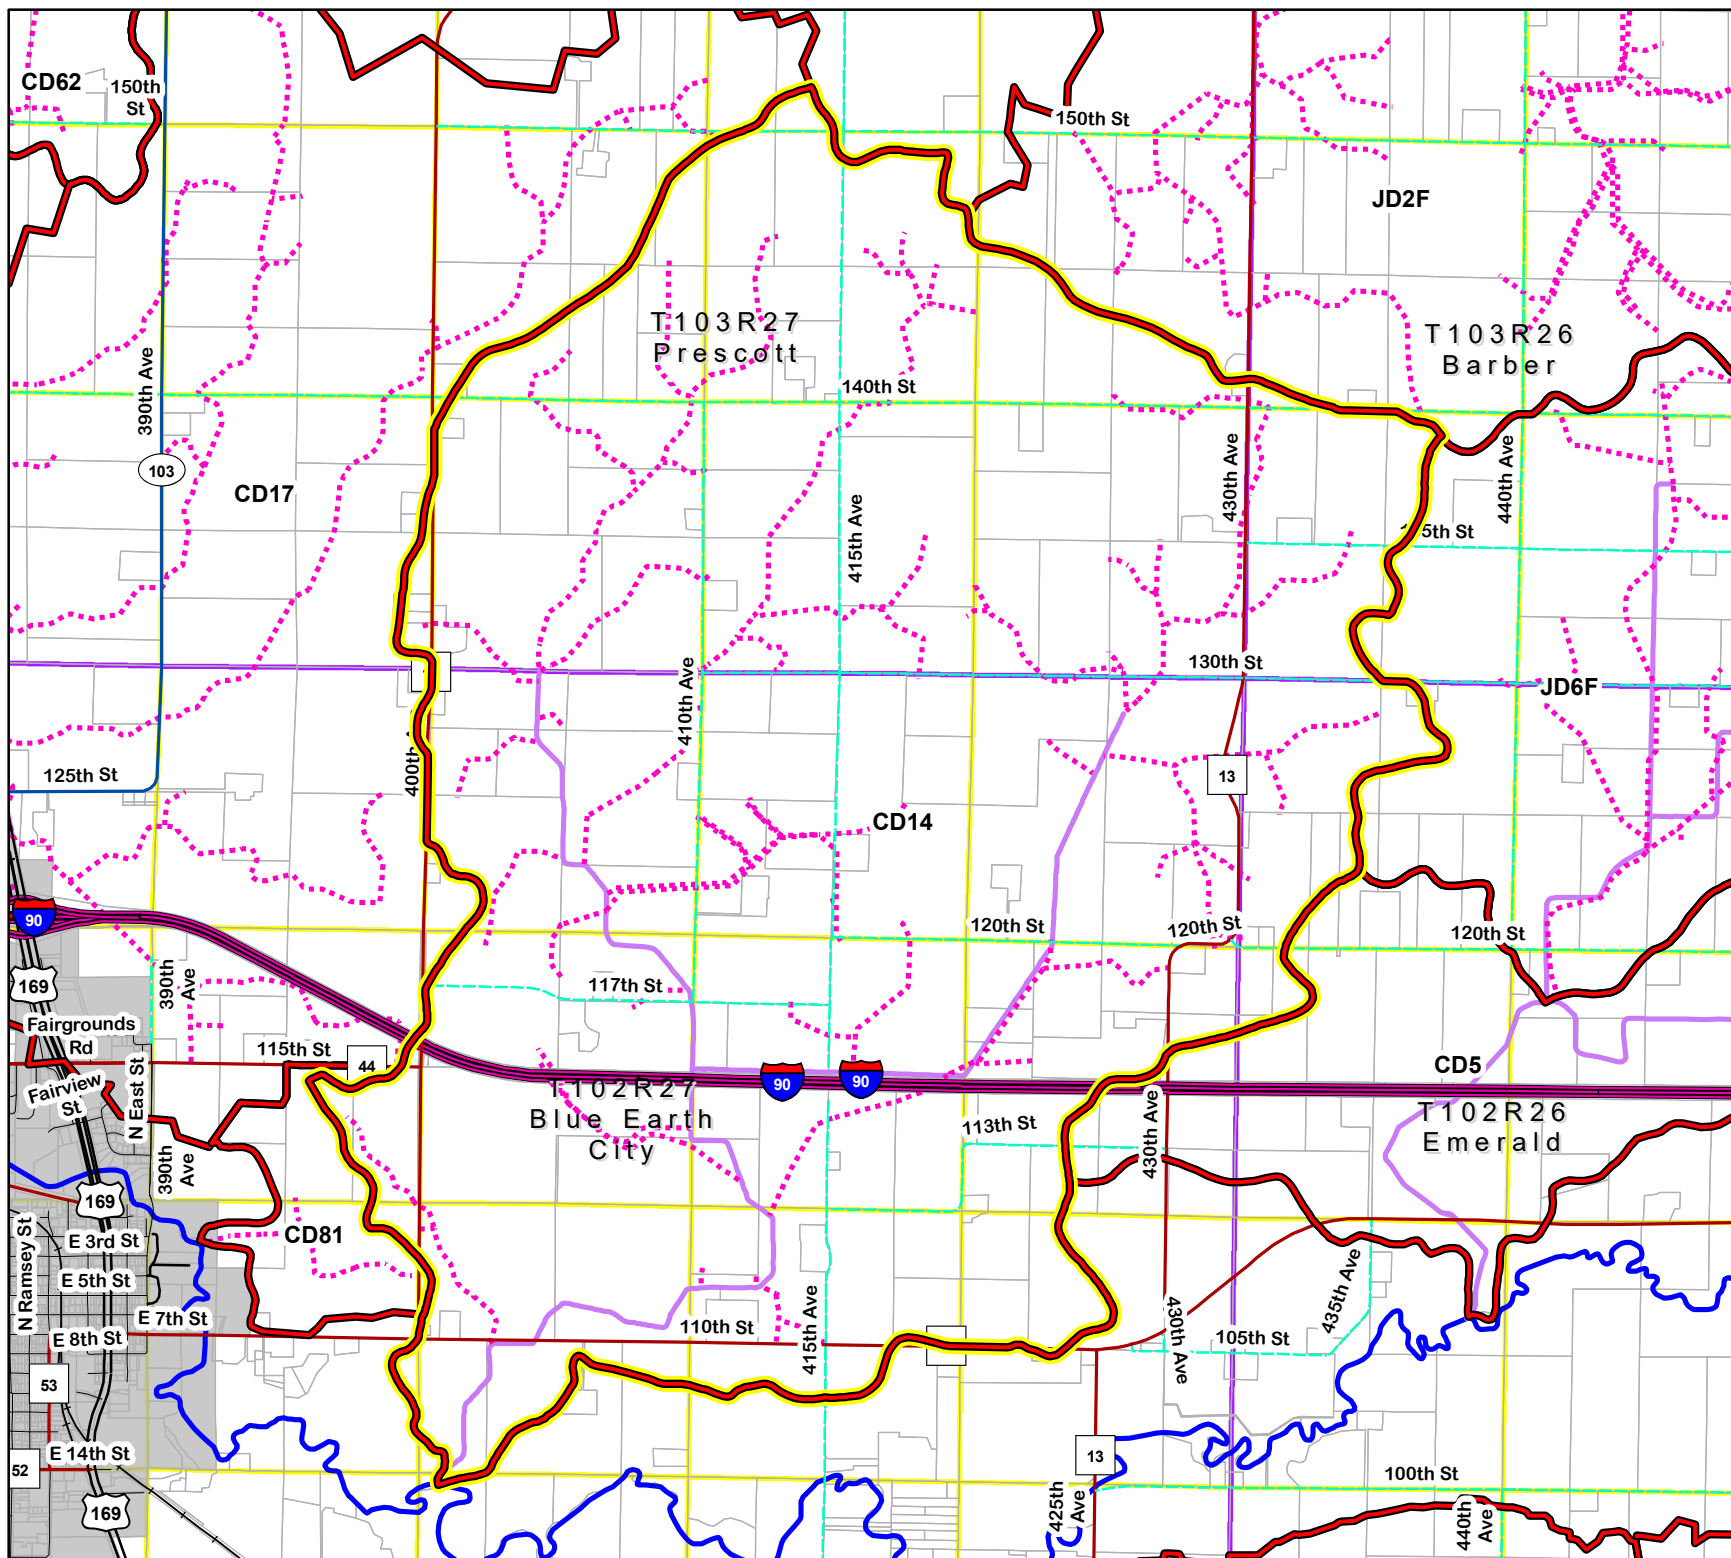 CD62
150th
St
150th St
JD2F
T103R27
Prescott
T103R26
Barber
390th Ave
140th St
103
CD17
430th Ave
440th Ave
415th Ave
5th St
130th St
410th Ave
JD6F
125th St
400th
13
CD14
90
120th St
120th St
120th St
169
390th
Ave
117th St
Fairgrounds
Rd
115th St
44
Fairview
St
N East St
CD5
90
90
T102R27
Blue Earth
City
430th Ave
T102R26
Emerald
113th St
390th
Ave
169
N Ramsey St
E 3rd St
CD81
E 5th St
435th Ave
E 7th St
E 8th St
110th St
415th Ave
430th Ave
105th St
53
E 14th St
52
13
100th St
425th
Ave
440th
Ave
169